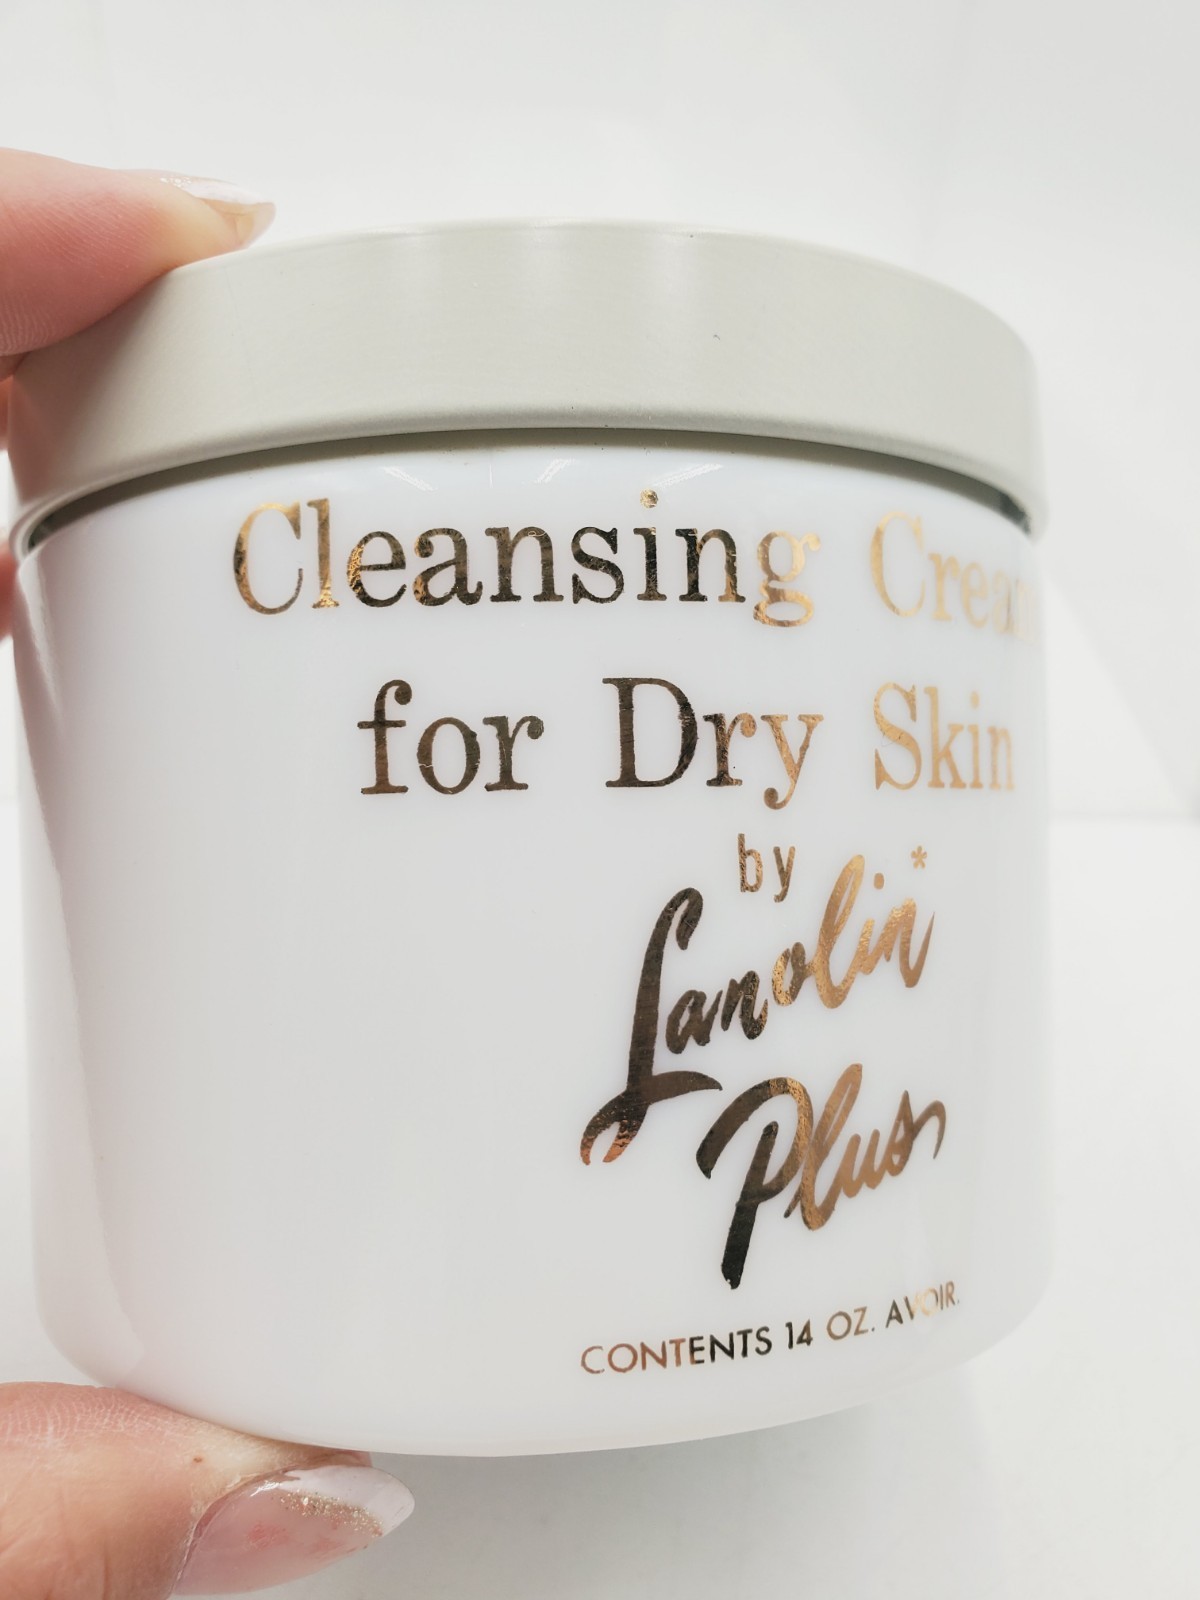 Cleansing Cream
for Dry Skin
by
Lanolin*
Plus
CONTENTS 14 OZ. AVOIR.